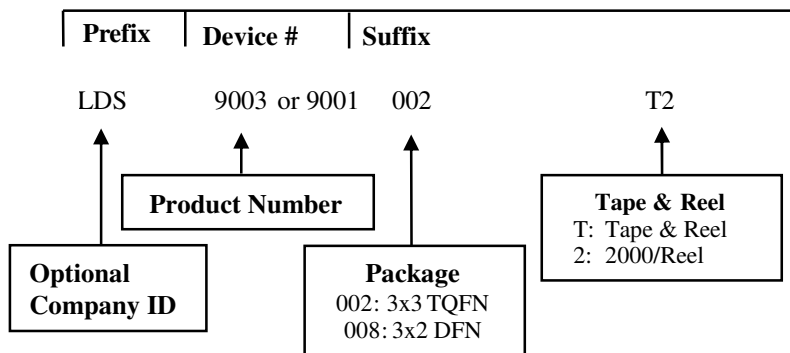 Prefix Device # Suffix
LDS 9003 or 9001 002 T2
Product Number
Tape & Reel
T: Tape & Reel
2: 2000/Reel
Optional
Company ID
Package
002: 3x3 TQFN
008: 3x2 DFN